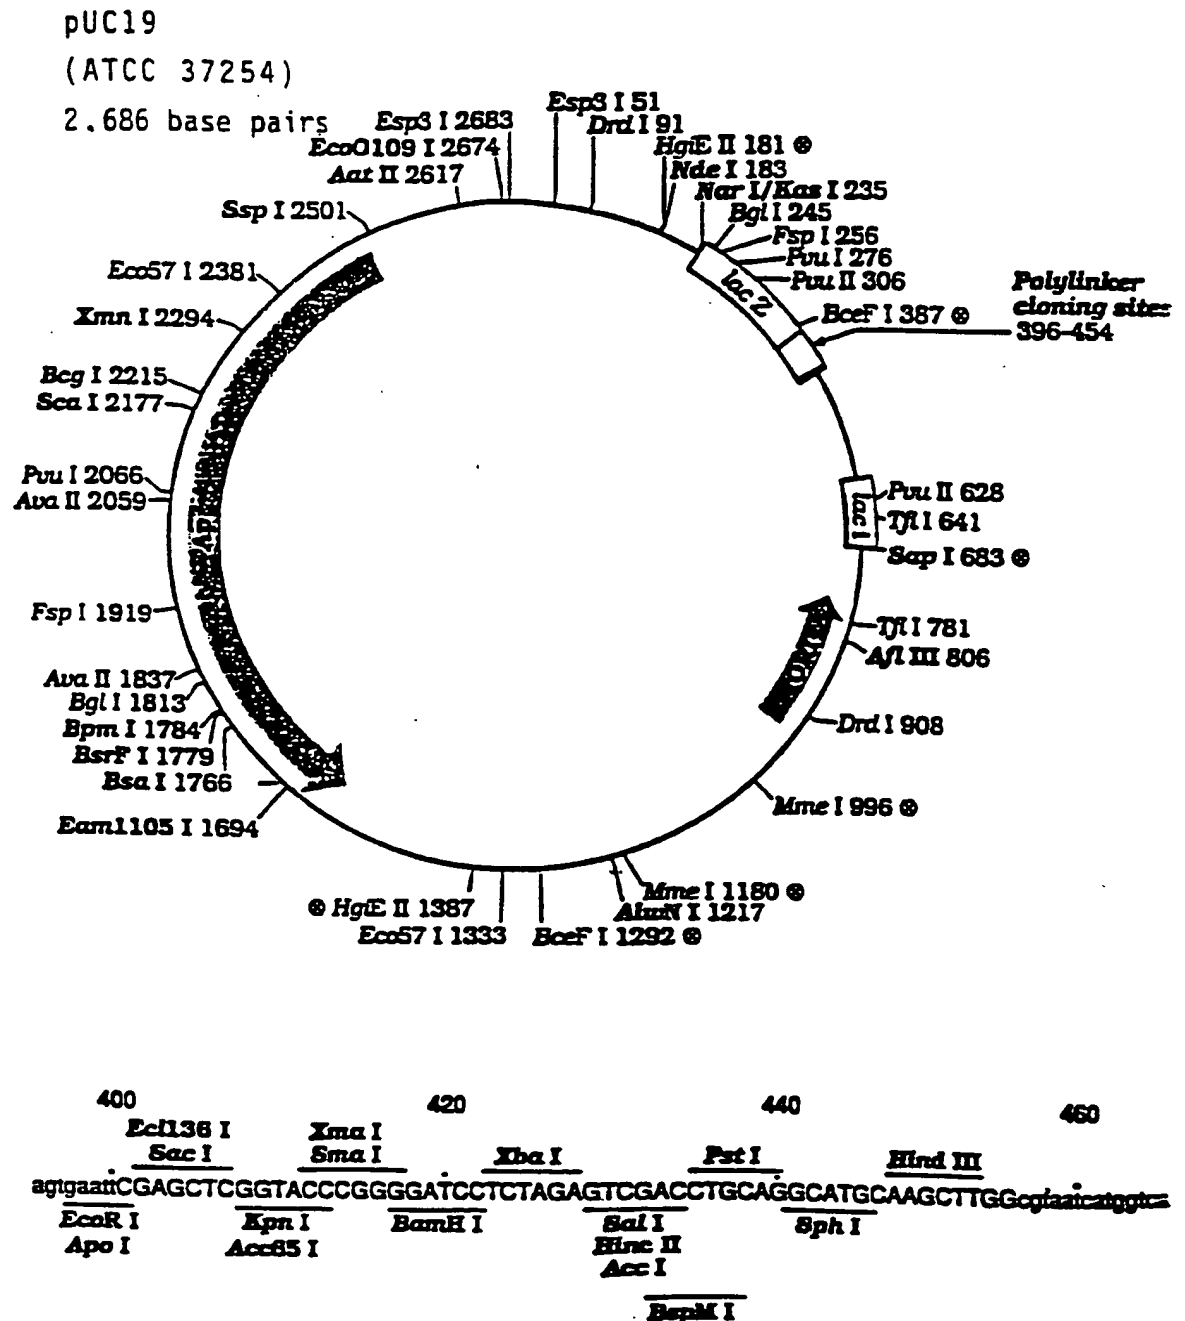 pUC19
(ATCC 37254)
2.686 base pairs
Esp3 I 2683
EcoO109 I 2674
Aat II 2617
Ssp I 2501
Eco57 I 2381
Xmn I 2294
Bcg I 2215
Sca I 2177
Pvu I 2066
Ava II 2059
Fsp I 1919
Ava II 1837
Bgl I 1813
Bpm I 1784
BsrF I 1779
Bsa I 1766
Eam1105 I 1694
Esp3 I 51
Drd I 91
HgiE II 181 ⊗
Nde I 183
Nar I/Kas I 235
Bgl I 245
Fsp I 256
Pvu I 276
Pvu II 306
BceF I 387 ⊗
lac Z
Polylinker
cloning sites
396-454
Pvu II 628
Tfl I 641
lac I
Sap I 683 ⊗
Tfl I 781
Afl III 806
ORI
Drd I 908
Mme I 996 ⊗
Mme I 1180 ⊗
AlwN I 1217
BceF I 1292 ⊗
Eco57 I 1333
⊗ HgiE II 1387
AP
400 420 440 460
Ecl136 I Xma I
Sac I Sma I Xba I Pst I Hind III
agtgaattCGAGCTCGGTACCCGGGGATCCTCTAGAGTCGACCTGCAGGCATGCAAGCTTGGcgtaatcatggtca
EcoR I Kpn I BamH I Sal I Sph I
Apo I Acc65 I Hinc II
Acc I
BspM I